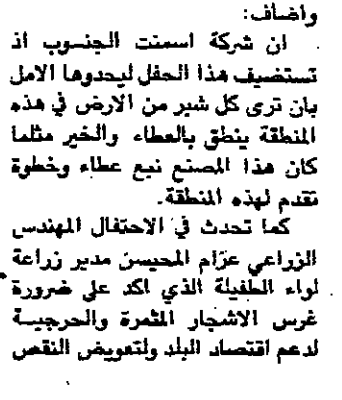 واضاف:
ان شركة اسمنت الجنوب اذ
تستضيف هذا الحفل ليحدوها الامل
بان ترى كل شبر من الارض في هذه
المنطقة ينطق بالعطاء والخير مثلما
كان هذا المصنع نبع عطاء وخطوة
تقدم لهذه المنطقة.
كما تحدث في الاحتفال المهندس
الزراعي عزام المحيسن مدير زراعة
لواء الطفيلة الذي اكد على ضرورة
غرس الاشجار المثمرة والحرجية
لدعم اقتصاد البلد ولتعويض النقص